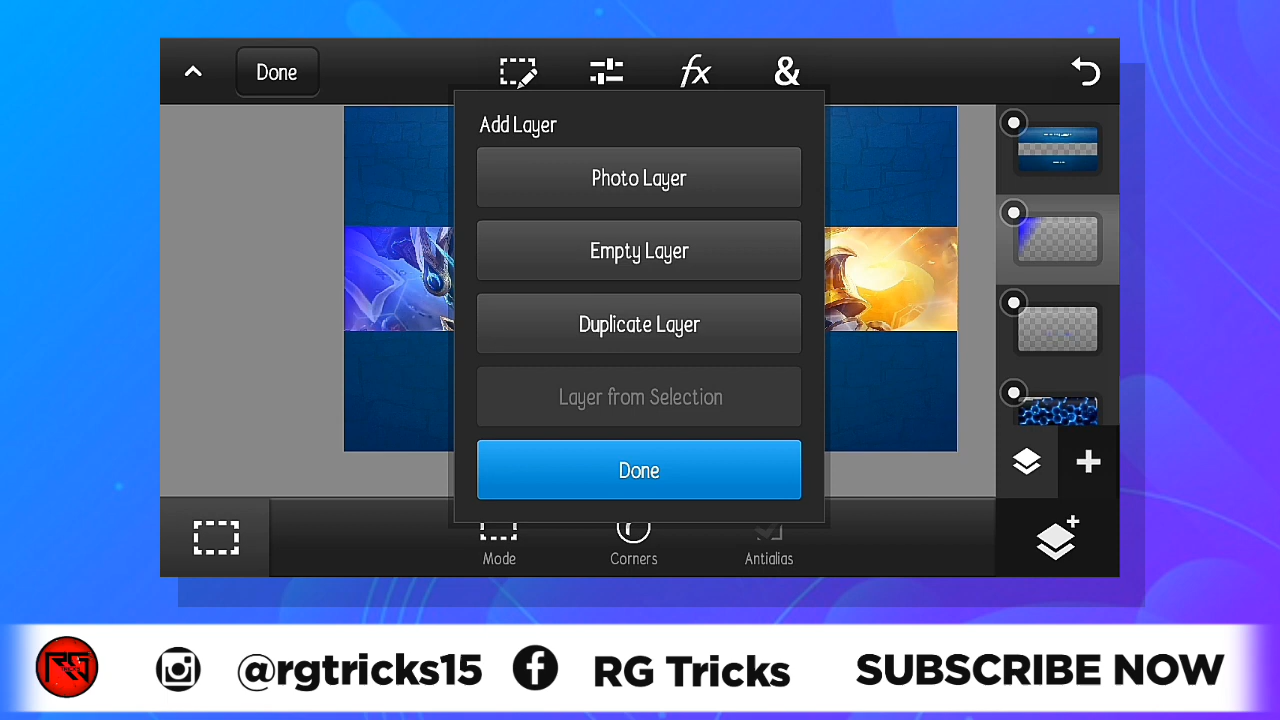 Done
fx
&
Add Layer
Photo Layer
Empty Layer
Duplicate Layer
Layer from Selection
Done
Mode
Corners
Antialias
RG
@rgtricks15
RG Tricks
SUBSCRIBE NOW